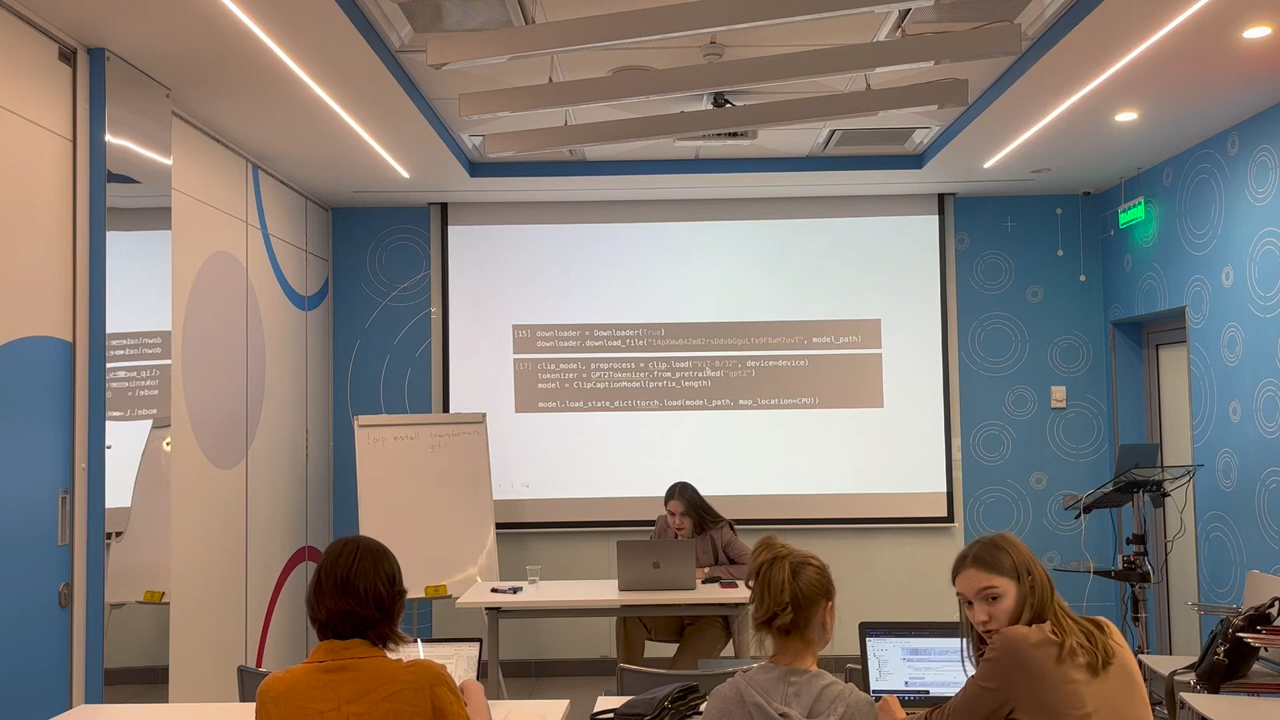 [15] downloader = Downloader(True)
downloader.download_file("14pXWwB4Zm82rsDdvbGguLfx9F8aM7ovT", model_path)
[17] clip_model, preprocess = clip.load("ViT-B/32", device=device)
tokenizer = GPT2Tokenizer.from_pretrained("gpt2")
model = ClipCaptionModel(prefix_length)
model.load_state_dict(torch.load(model_path, map_location=CPU))
!pip install transformers